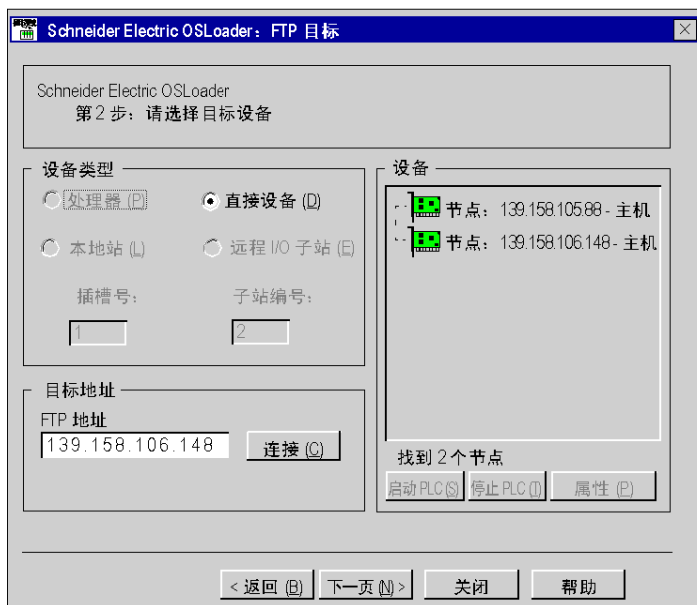 Schneider Electric OSLoader：FTP 目标
Schneider Electric OSLoader
第 2 步：请选择目标设备
设备类型
处理器 (P)
直接设备 (D)
本地站 (L)
远程 I/O 子站 (E)
插槽号：
子站编号：
1
2
目标地址
FTP 地址
139.158.106.148
连接 (C)
设备
节点：139.158.105.88 - 主机
节点：139.158.106.148 - 主机
找到 2 个节点
启动 PLC (S)
停止 PLC (T)
属性 (P)
< 返回 (B)
下一页 (N) >
关闭
帮助